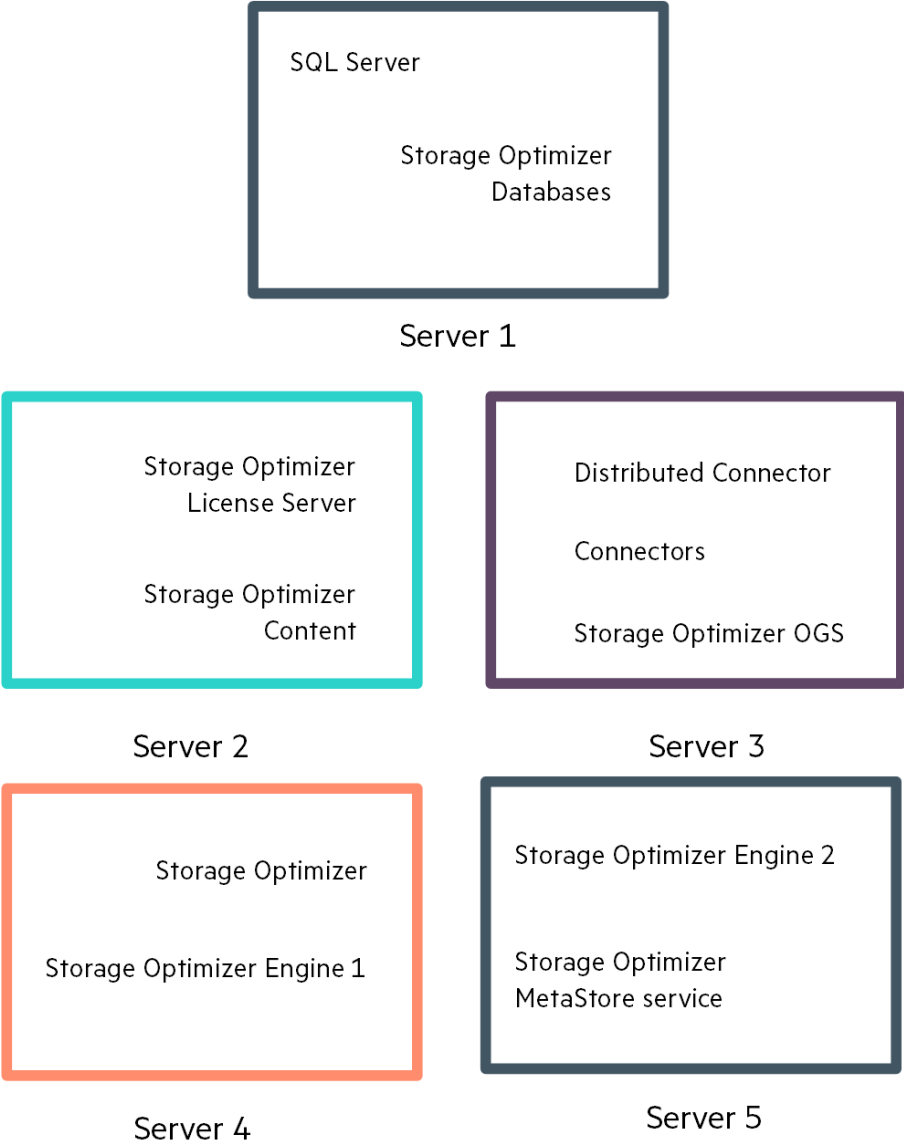 SQL Server
Storage Optimizer
Databases
Server 1
Storage Optimizer
License Server
Storage Optimizer
Content
Server 2
Distributed Connector
Connectors
Storage Optimizer OGS
Server 3
Storage Optimizer
Storage Optimizer Engine 1
Server 4
Storage Optimizer Engine 2
Storage Optimizer
MetaStore service
Server 5